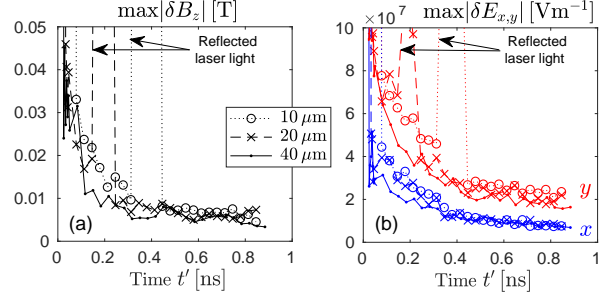 max|δB_z| [T]
0.05
0.04
0.03
0.02
0.01
0
0
0.2
0.4
0.6
0.8
1
Time t′ [ns]
(a)
Reflected
laser light
10 μm
20 μm
40 μm
max|δE_{x,y}| [Vm⁻¹]
× 10⁷
10
8
6
4
2
0
0
0.2
0.4
0.6
0.8
1
Time t′ [ns]
(b)
Reflected
laser light
y
x